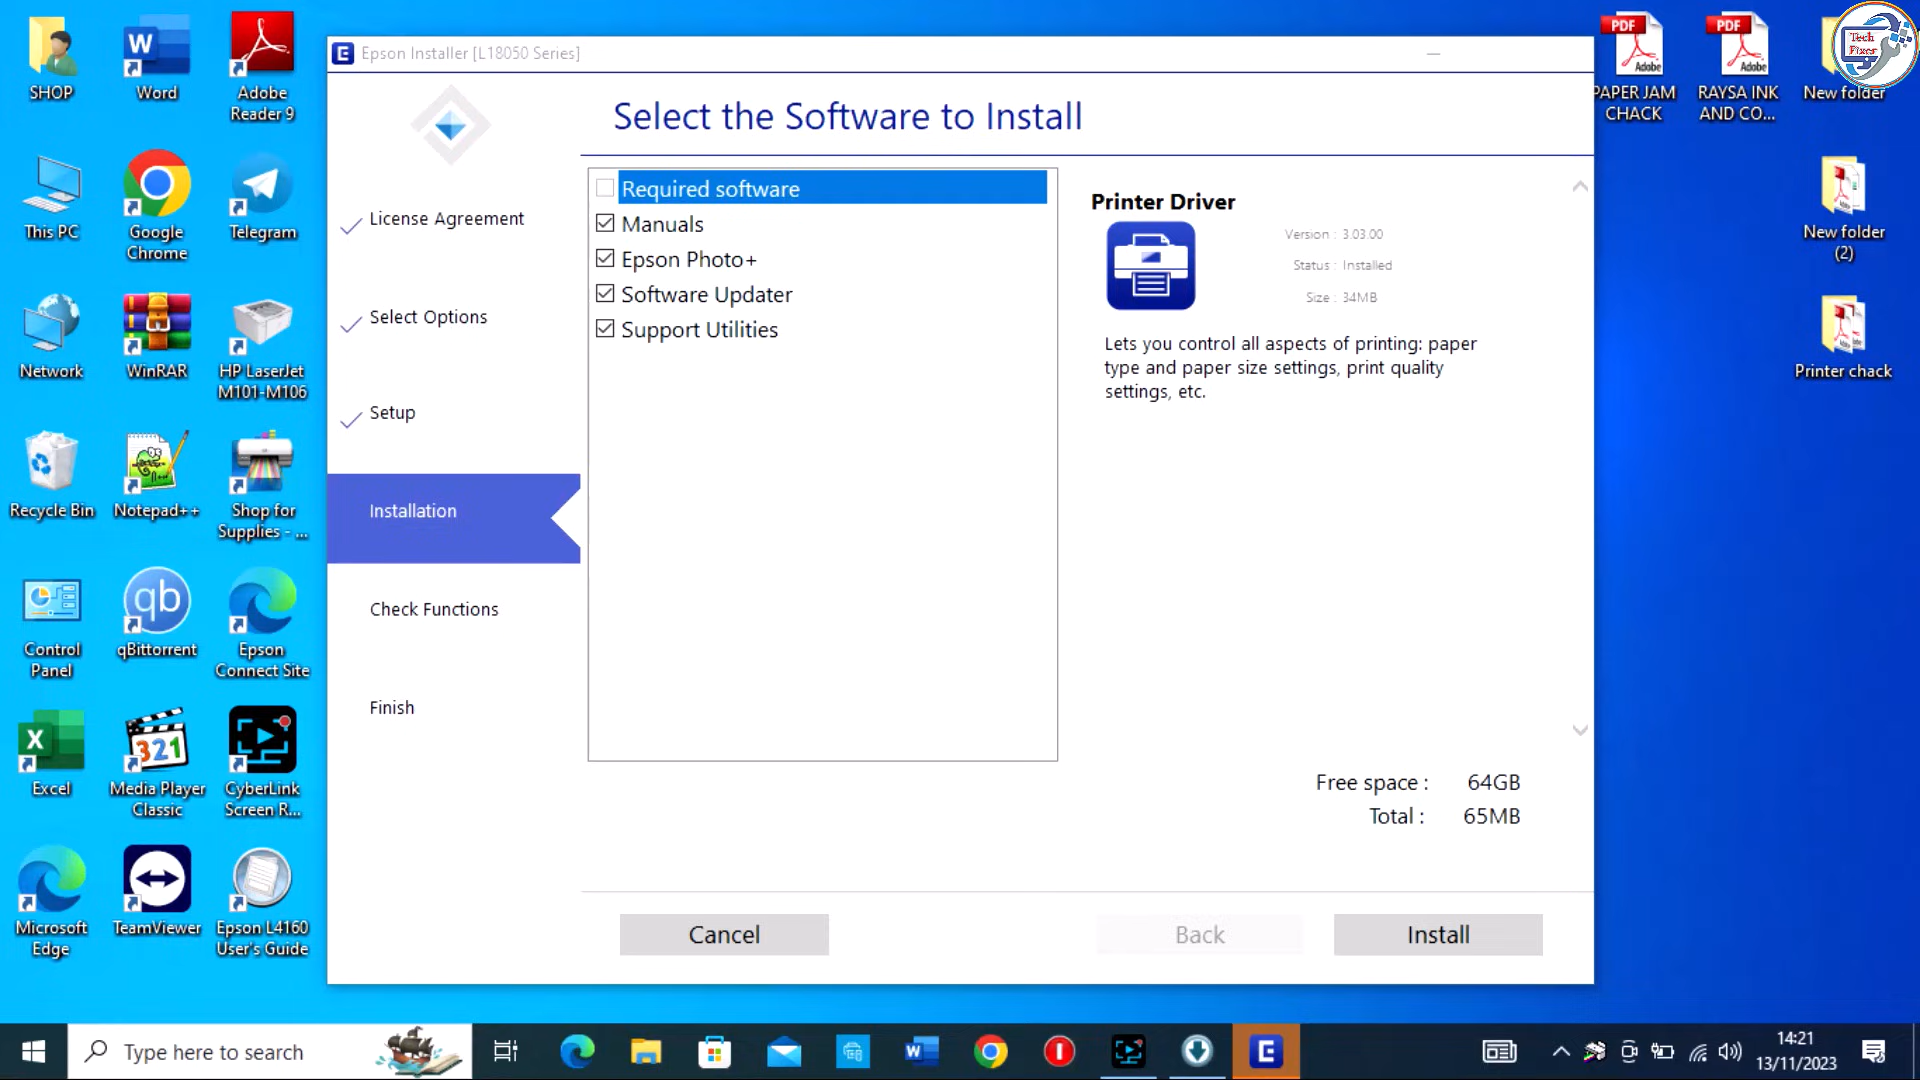 Epson Installer [L18050 Series]
Select the Software to Install
License Agreement
Select Options
Setup
Installation
Check Functions
Finish
Required software
Manuals
Epson Photo+
Software Updater
Support Utilities
Printer Driver
Version : 3.03.00
Status : Installed
Size : 34MB
Lets you control all aspects of printing: paper
type and paper size settings, print quality
settings, etc.
Free space : 64GB
Total : 65MB
Cancel
Back
Install
SHOP
Word
Adobe
Reader 9
This PC
Google
Chrome
Telegram
Network
WinRAR
HP LaserJet
M101-M106
Recycle Bin
Notepad++
Shop for
Supplies - ...
Control
Panel
qBittorrent
Epson
Connect Site
Excel
Media Player
Classic
CyberLink
Screen R...
Microsoft
Edge
TeamViewer
Epson L4160
User's Guide
PDF
Adobe
PAPER JAM
CHACK
PDF
Adobe
RAYSA INK
AND CO...
New folder
Tech
Fixer
New folder
(2)
Printer chack
Type here to search
14:21
13/11/2023